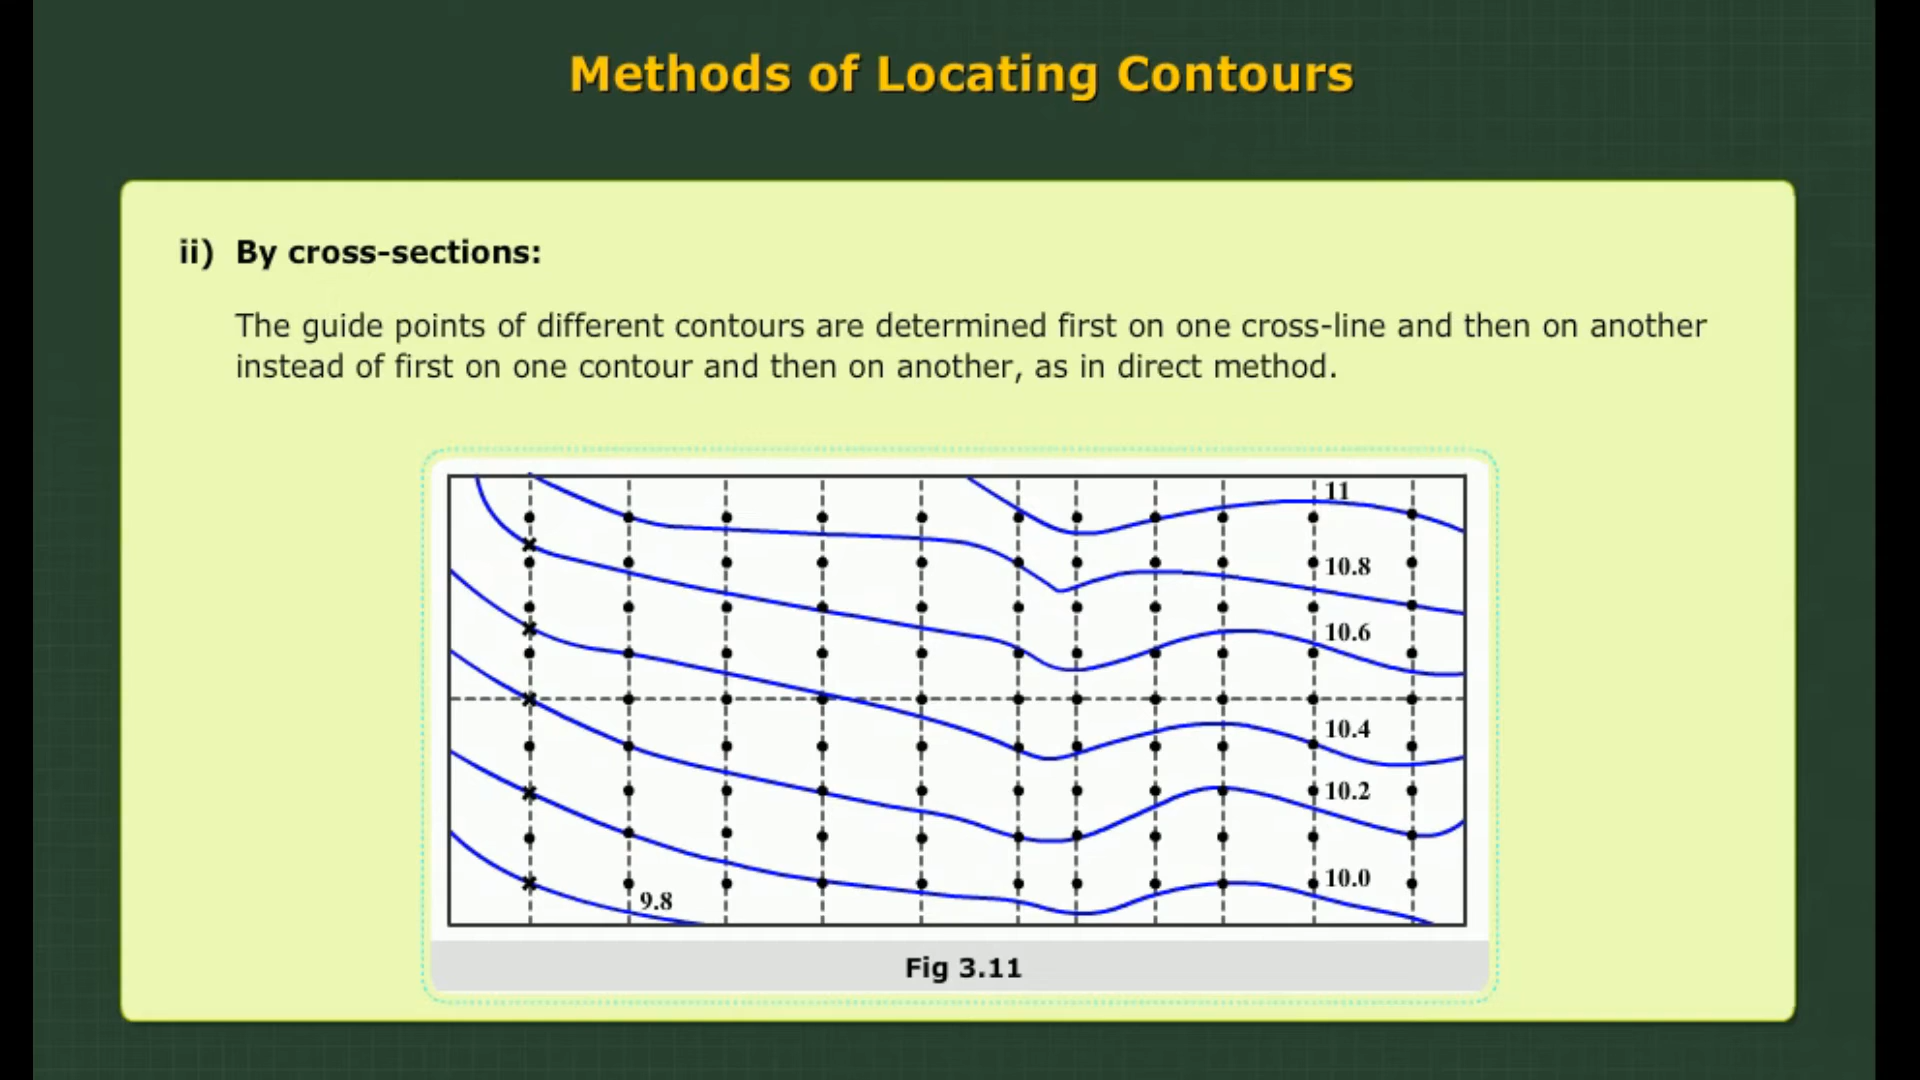 Methods of Locating Contours
ii) By cross-sections:
The guide points of different contours are determined first on one cross-line and then on another
instead of first on one contour and then on another, as in direct method.
11
10.8
10.6
10.4
10.2
10.0
9.8
Fig 3.11